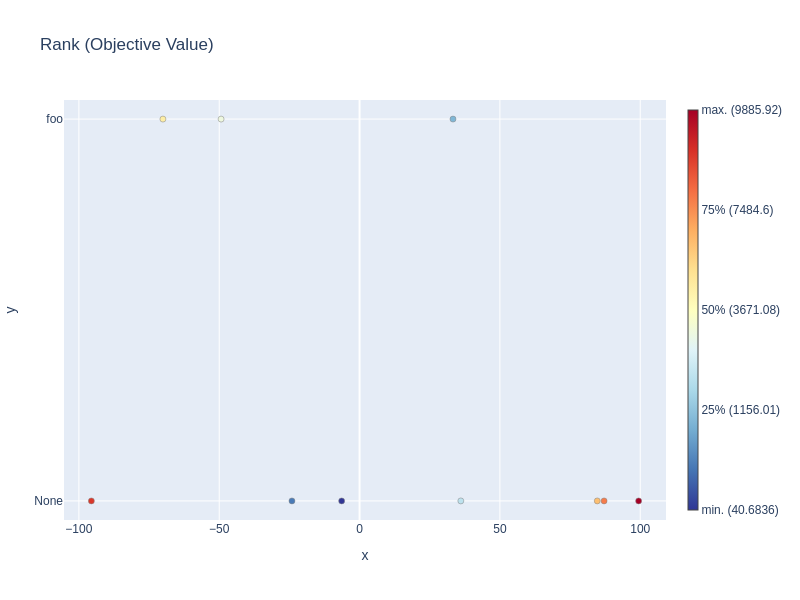 Rank (Objective Value)
foo
None
y
−100
−50
0
50
100
x
max. (9885.92)
75% (7484.6)
50% (3671.08)
25% (1156.01)
min. (40.6836)